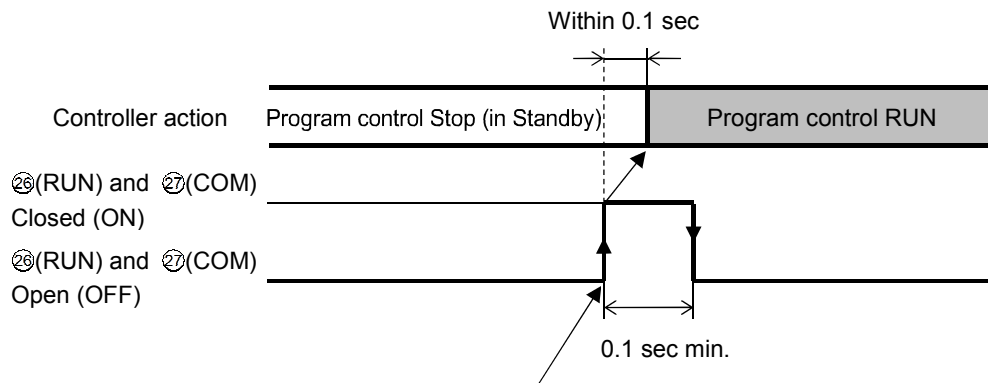 Within 0.1 sec
Controller action
Program control Stop (in Standby)
Program control RUN
㉖(RUN) and ㉗(COM)
Closed (ON)
㉖(RUN) and ㉗(COM)
Open (OFF)
0.1 sec min.